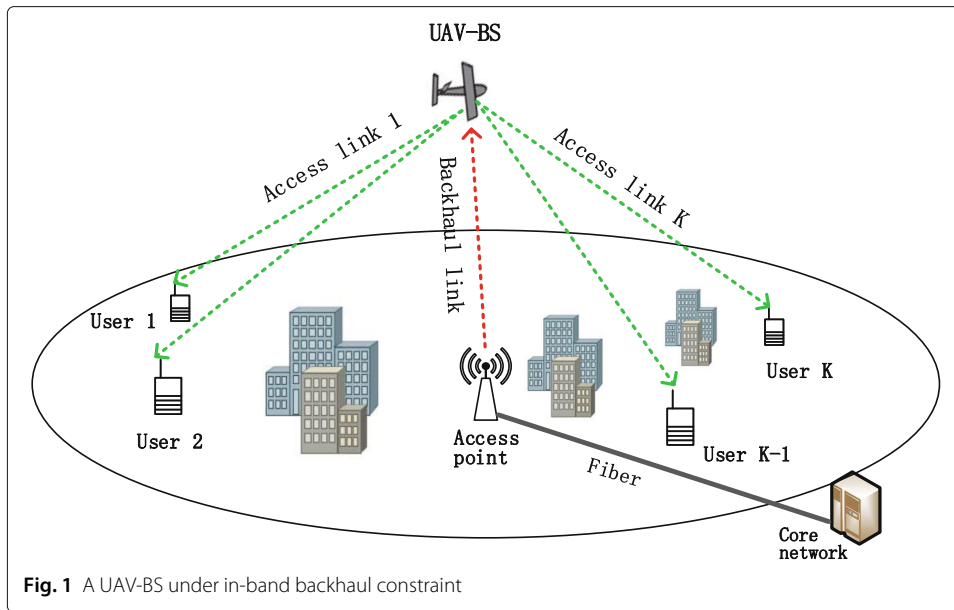 UAV-BS
Access link 1
Backhaul link
Access link K
User 1
User 2
Access
point
User K
User K-1
Fiber
Core
network
Fig. 1 A UAV-BS under in-band backhaul constraint